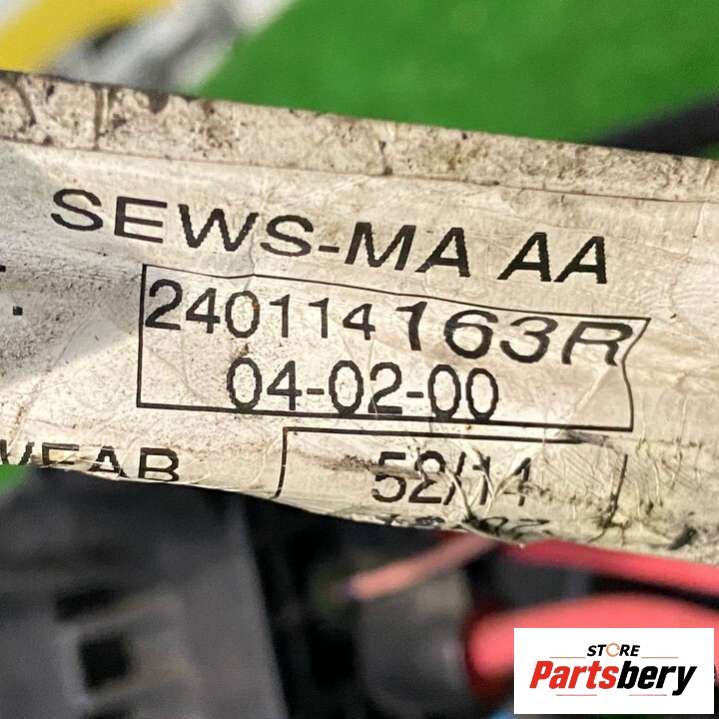 SEWS-MA AA
240114163R
04-02-00
52/14
STORE
Partsbery